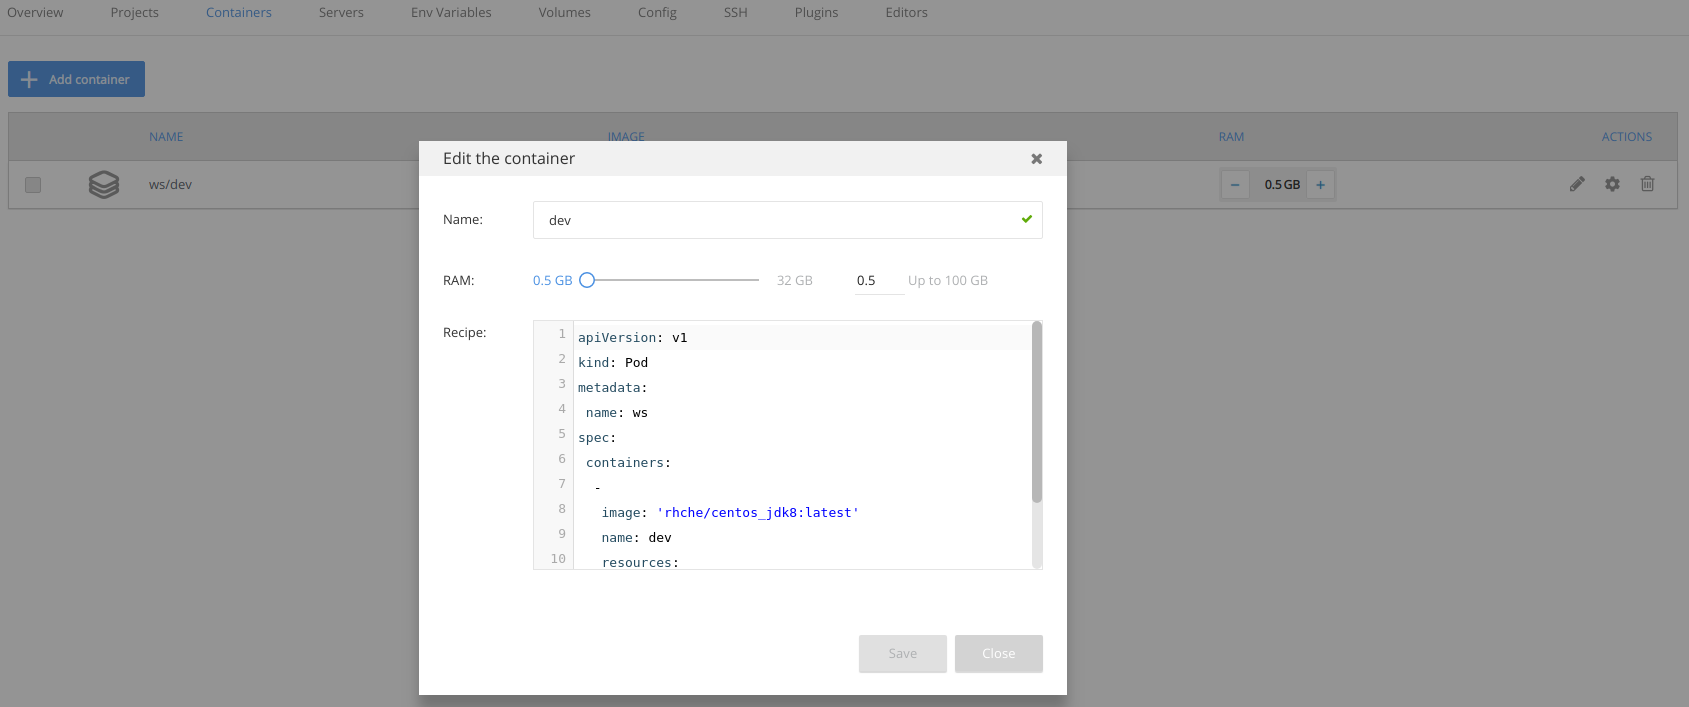 Overview Projects Containers Servers Env Variables Volumes Config SSH Plugins Editors
Add container
NAME IMAGE RAM ACTIONS
ws/dev − 0.5 GB +
Edit the container
Name: dev
RAM: 0.5 GB 32 GB 0.5 Up to 100 GB
Recipe:
1 apiVersion: v1
2 kind: Pod
3 metadata:
4 name: ws
5 spec:
6 containers:
7 -
8 image: 'rhche/centos_jdk8:latest'
9 name: dev
10 resources:
Save Close